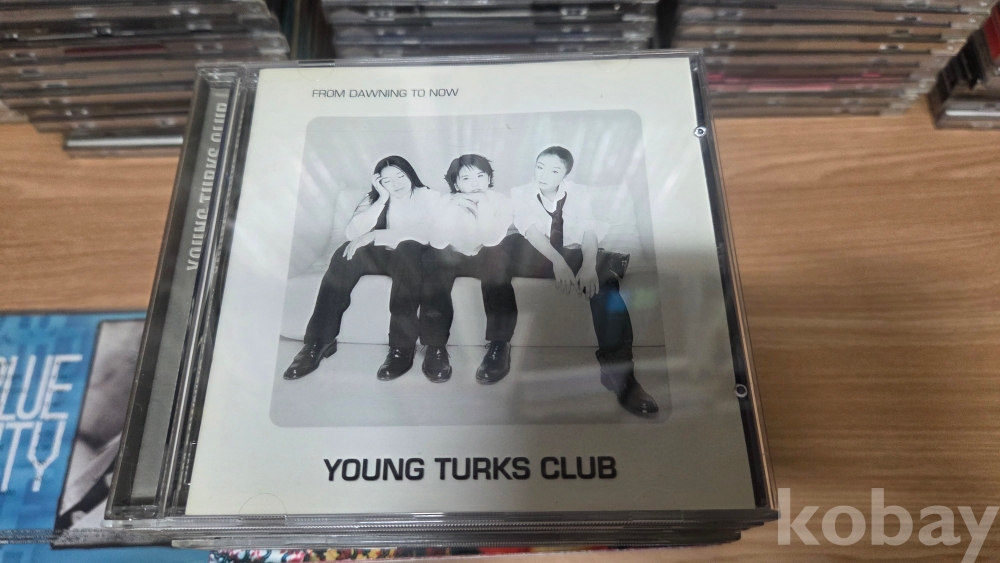 FROM DAWNING TO NOW
YOUNG TURKS CLUB
YOUNG TURKS CLUB
BLUE
TY
kobay